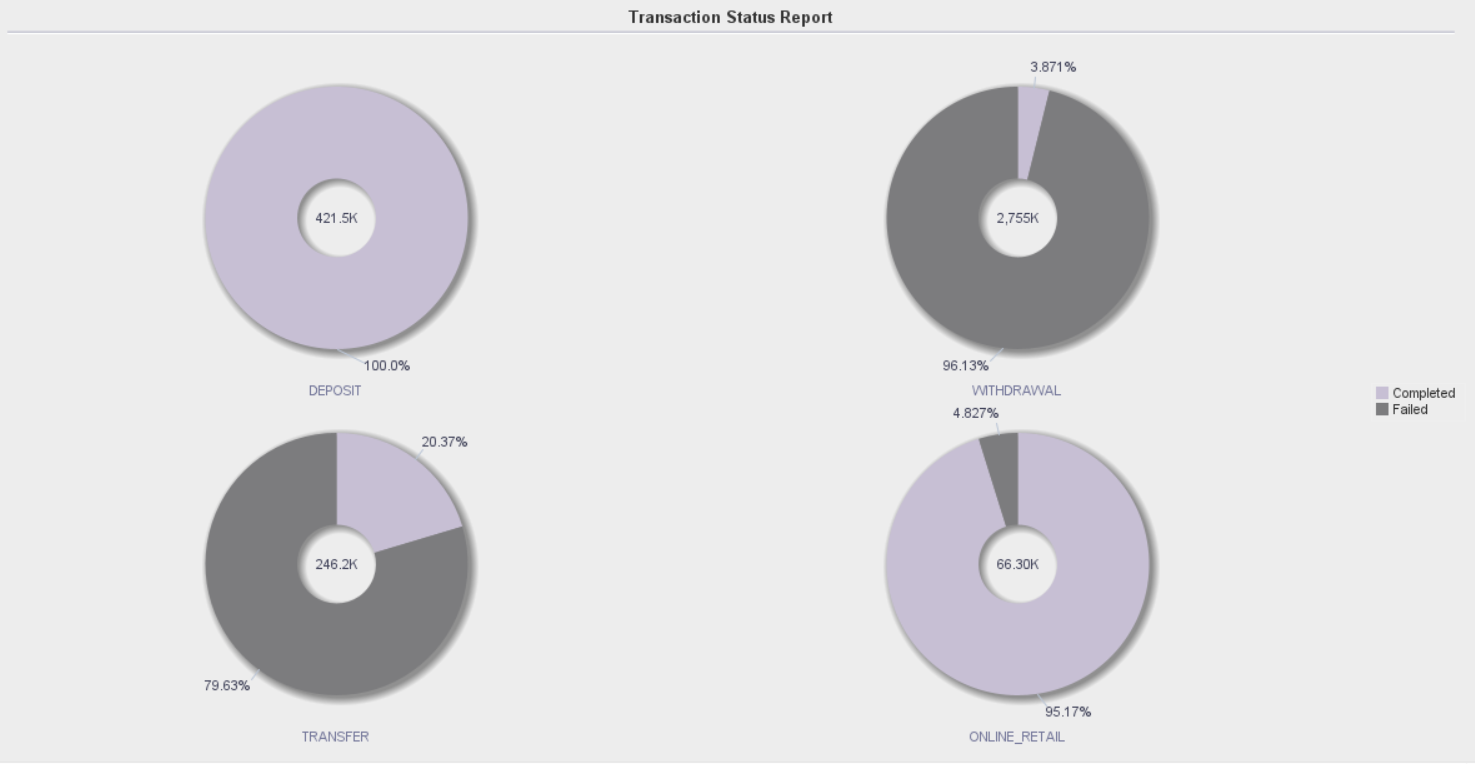 Transaction Status Report
3.871%
421.5K
2,755K
100.0%
96.13%
DEPOSIT
WITHDRAWAL
Completed
Failed
4.827%
20.37%
246.2K
66.30K
79.63%
95.17%
TRANSFER
ONLINE_RETAIL